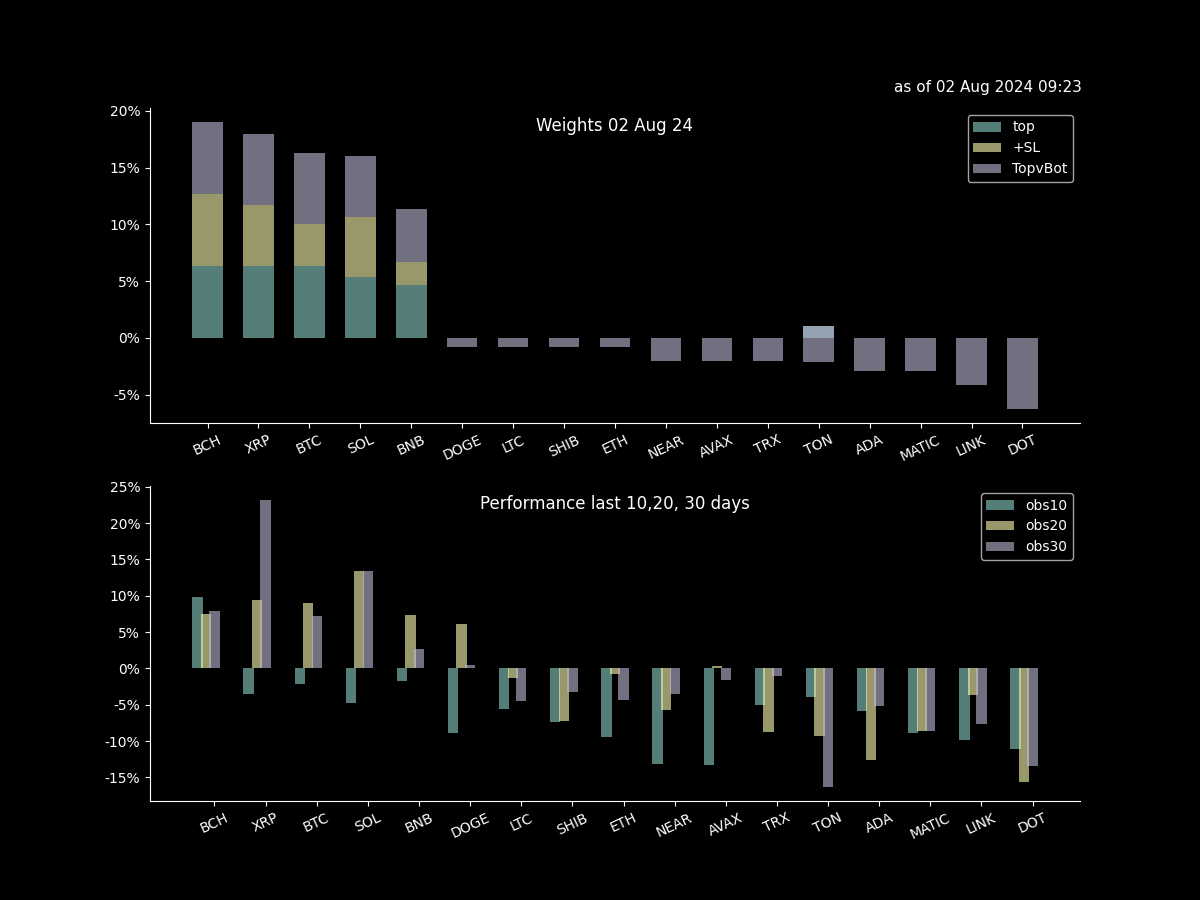 as of 02 Aug 2024 09:23
Weights 02 Aug 24
top
+SL
TopvBot
20%
15%
10%
5%
0%
-5%
BCH XRP BTC SOL BNB DOGE LTC SHIB ETH NEAR AVAX TRX TON ADA MATIC LINK DOT
Performance last 10,20, 30 days
obs10
obs20
obs30
25%
20%
15%
10%
5%
0%
-5%
-10%
-15%
BCH XRP BTC SOL BNB DOGE LTC SHIB ETH NEAR AVAX TRX TON ADA MATIC LINK DOT